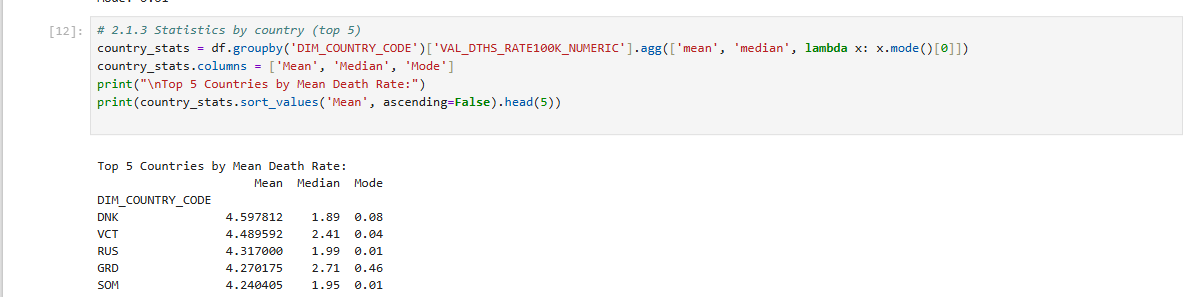 [12]: # 2.1.3 Statistics by country (top 5)
country_stats = df.groupby('DIM_COUNTRY_CODE')['VAL_DTHS_RATE100K_NUMERIC'].agg(['mean', 'median', lambda x: x.mode()[0]])
country_stats.columns = ['Mean', 'Median', 'Mode']
print("\nTop 5 Countries by Mean Death Rate:")
print(country_stats.sort_values('Mean', ascending=False).head(5))
Top 5 Countries by Mean Death Rate:
Mean Median Mode
DIM_COUNTRY_CODE
DNK 4.597812 1.89 0.08
VCT 4.489592 2.41 0.04
RUS 4.317000 1.99 0.01
GRD 4.270175 2.71 0.46
SOM 4.240405 1.95 0.01